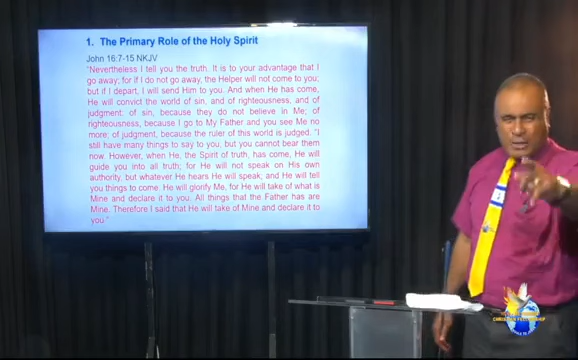 1. The Primary Role of the Holy Spirit
John 16:7-15 NKJV
"Nevertheless I tell you the truth. It is to your advantage that I
go away; for if I do not go away, the Helper will not come to you;
but if I depart, I will send Him to you. And when He has come,
He will convict the world of sin, and of righteousness, and of
judgment: of sin, because they do not believe in Me; of
righteousness, because I go to My Father and you see Me no
more; of judgment, because the ruler of this world is judged. "I
still have many things to say to you, but you cannot bear them
now. However, when He, the Spirit of truth, has come, He will
guide you into all truth; for He will not speak on His own
authority, but whatever He hears He will speak; and He will tell
you things to come. He will glorify Me, for He will take of what is
Mine and declare it to you. All things that the Father has are
Mine. Therefore I said that He will take of Mine and declare it to
you."
CHRISTIAN FELLOWSHIP